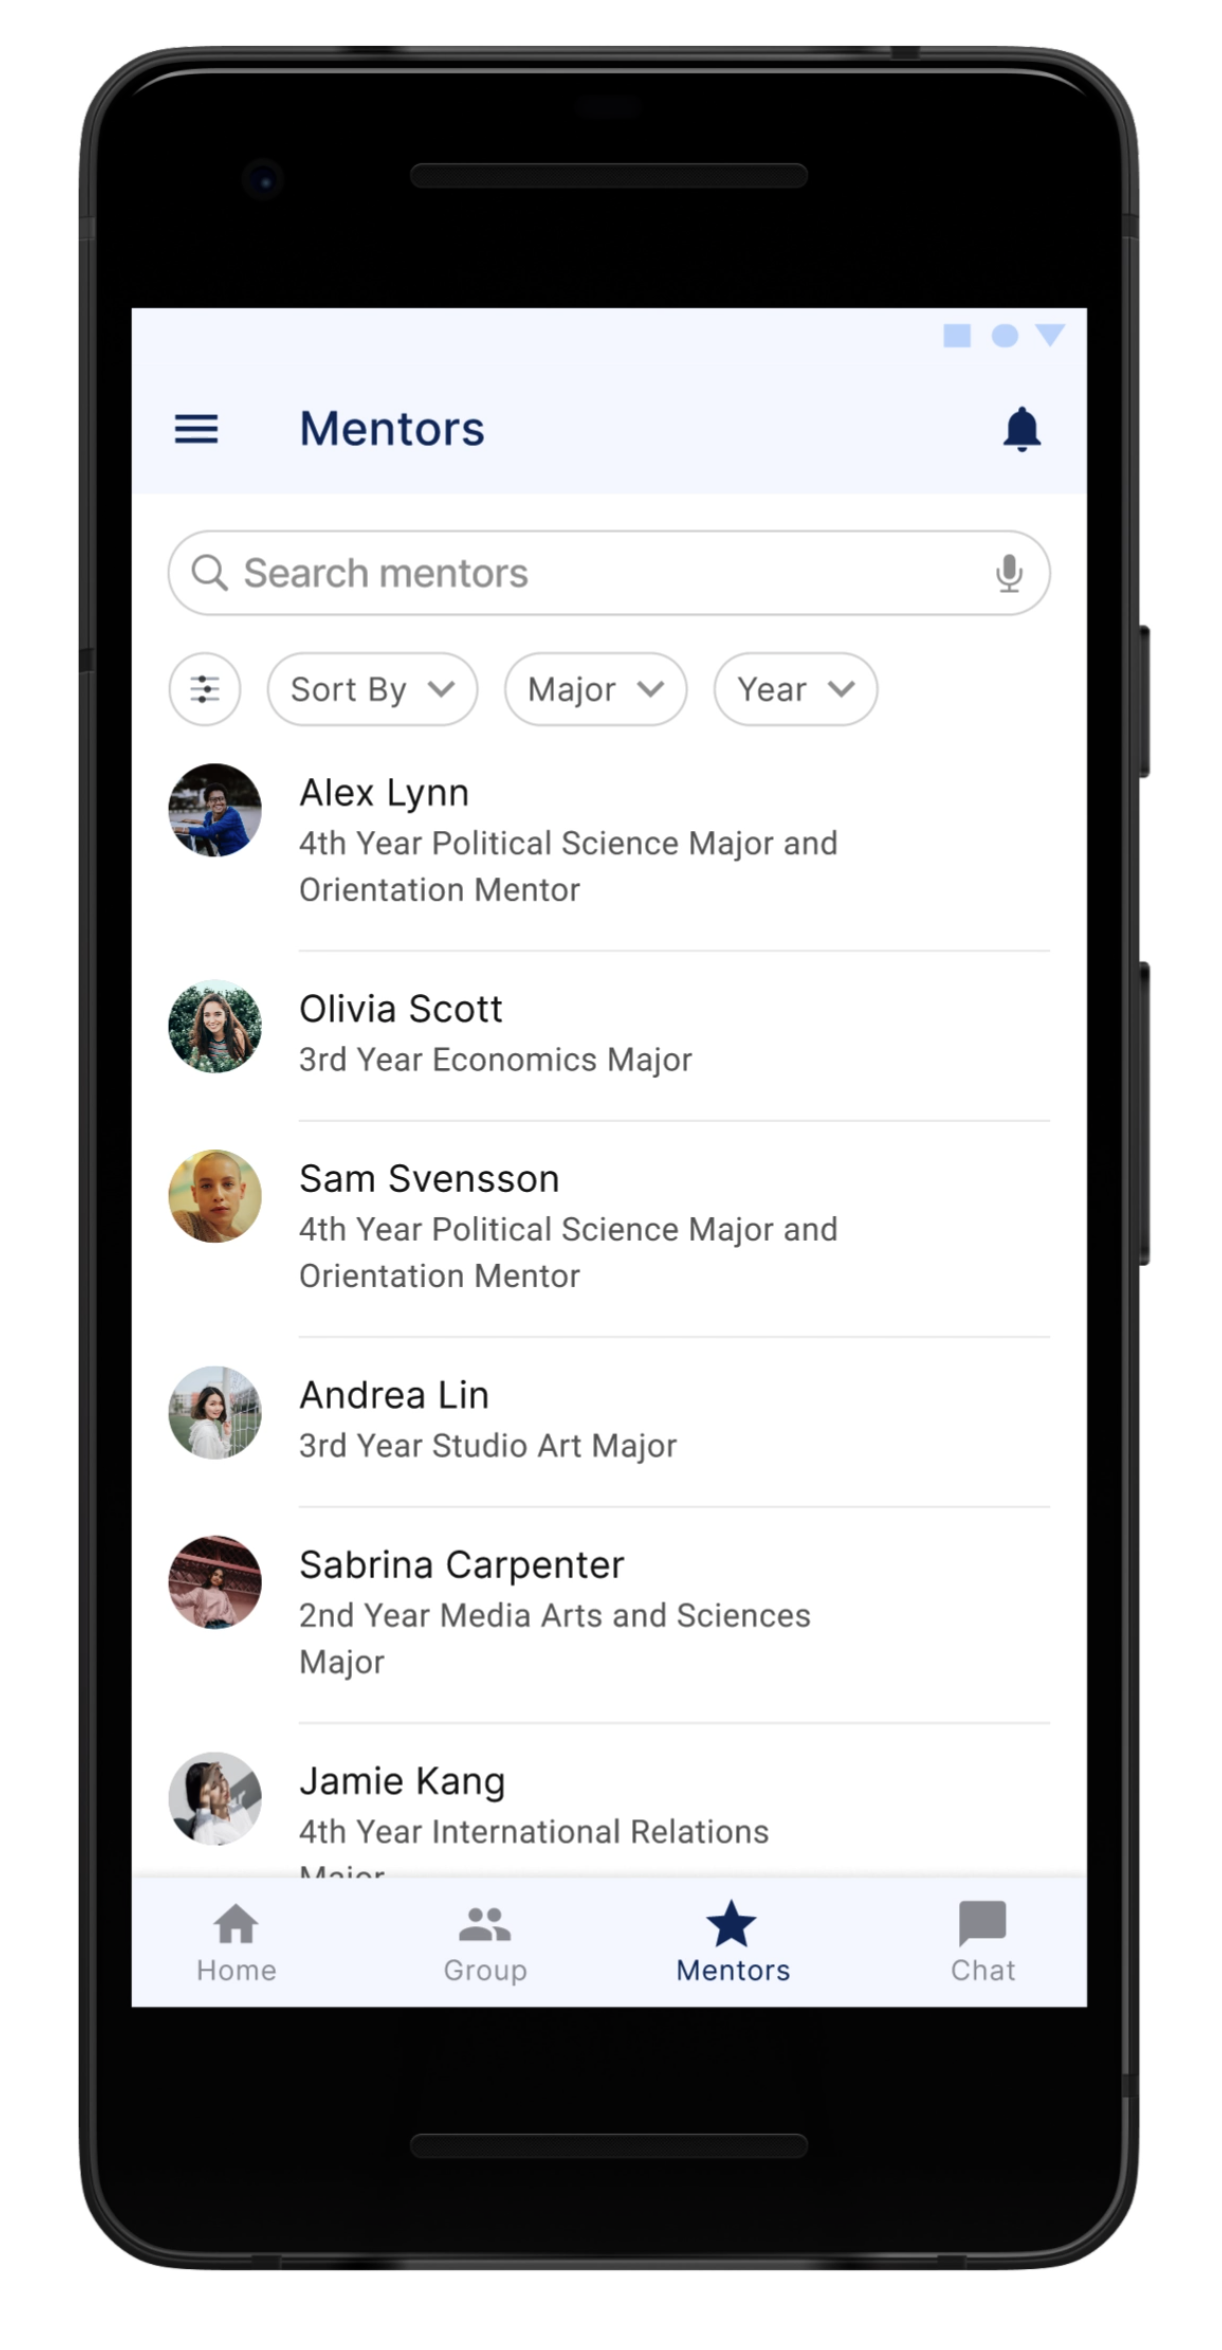 Mentors
Search mentors
Sort By
Major
Year
Alex Lynn
4th Year Political Science Major and
Orientation Mentor
Olivia Scott
3rd Year Economics Major
Sam Svensson
4th Year Political Science Major and
Orientation Mentor
Andrea Lin
3rd Year Studio Art Major
Sabrina Carpenter
2nd Year Media Arts and Sciences
Major
Jamie Kang
4th Year International Relations
Major
Home
Group
Mentors
Chat